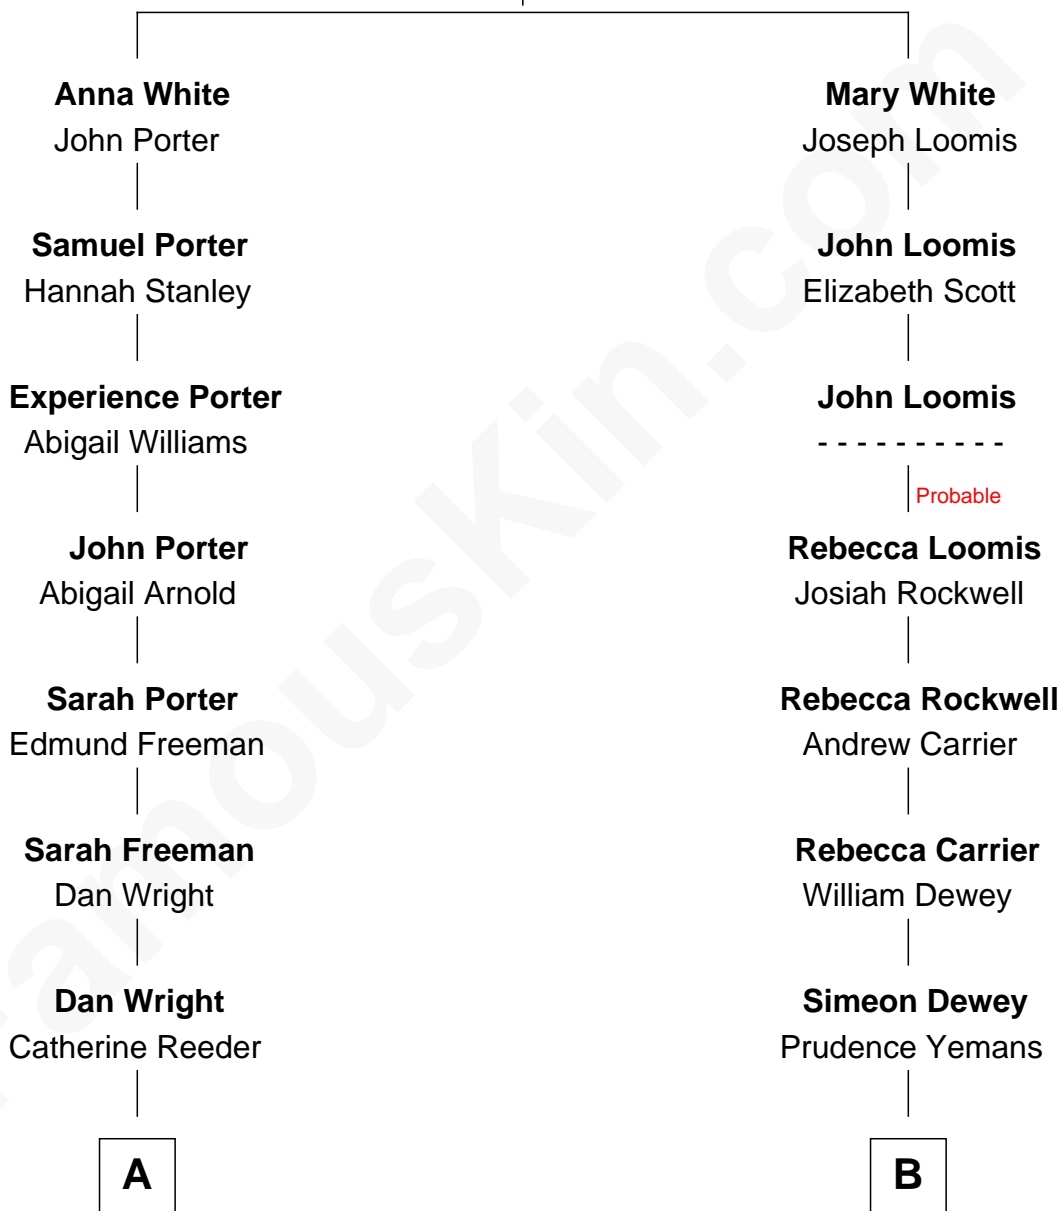 Anna White
John Porter
Samuel Porter
Hannah Stanley
Experience Porter
Abigail Williams
John Porter
Abigail Arnold
Sarah Porter
Edmund Freeman
Sarah Freeman
Dan Wright
Dan Wright
Catherine Reeder
A
Mary White
Joseph Loomis
John Loomis
Elizabeth Scott
John Loomis
- - - - - - - - - -
Probable
Rebecca Loomis
Josiah Rockwell
Rebecca Rockwell
Andrew Carrier
Rebecca Carrier
William Dewey
Simeon Dewey
Prudence Yemans
B
FamousKin.com